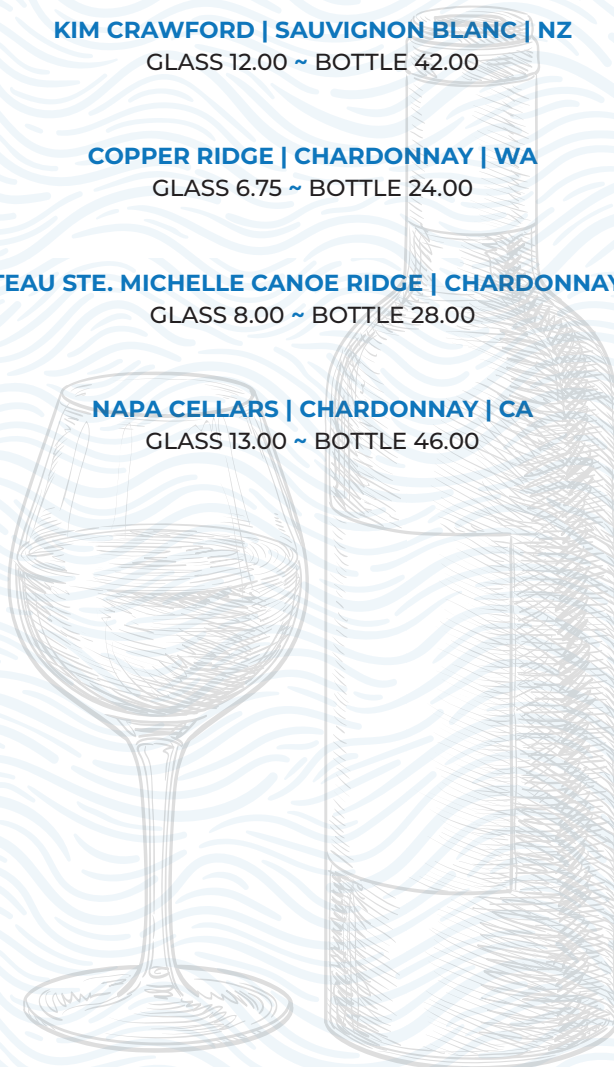 KIM CRAWFORD | SAUVIGNON BLANC | NZ
GLASS 12.00 ~ BOTTLE 42.00
COPPER RIDGE | CHARDONNAY | WA
GLASS 6.75 ~ BOTTLE 24.00
TEAU STE. MICHELLE CANOE RIDGE | CHARDONNAY
GLASS 8.00 ~ BOTTLE 28.00
NAPA CELLARS | CHARDONNAY | CA
GLASS 13.00 ~ BOTTLE 46.00